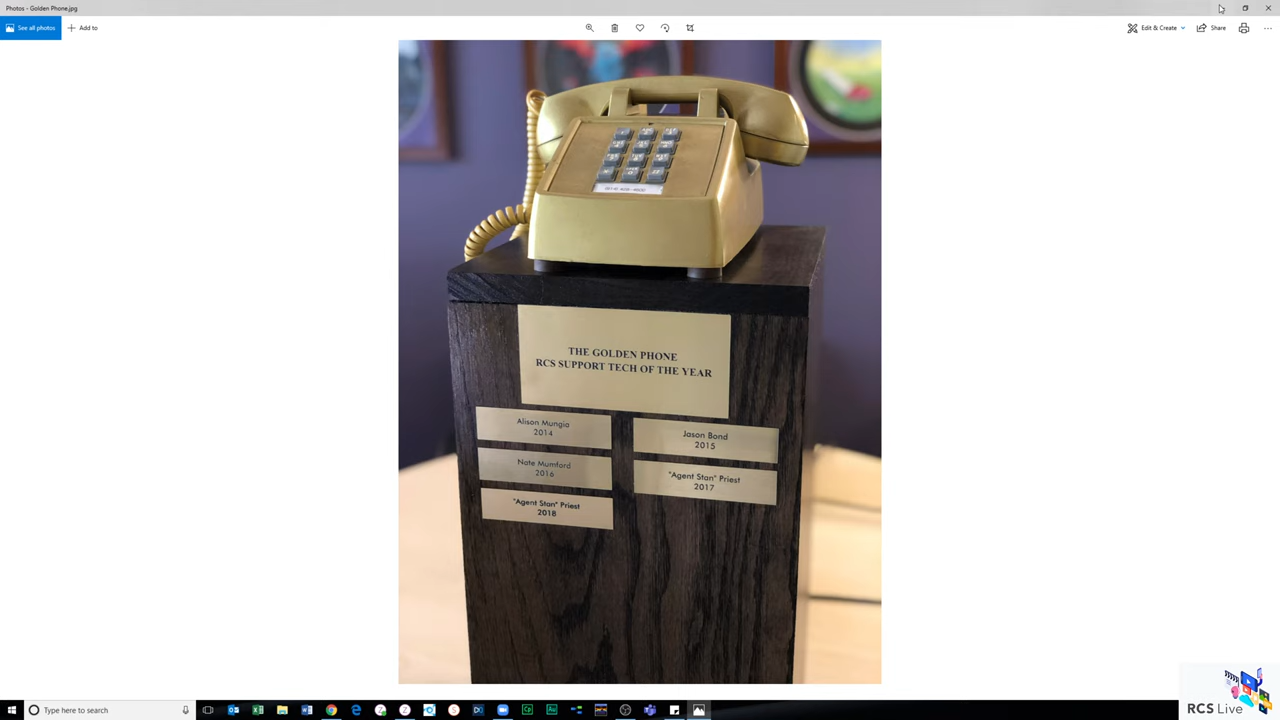 Photos - Golden Phone.jpg
See all photos
Add to
Edit & Create
Share
THE GOLDEN PHONE
RCS SUPPORT TECH OF THE YEAR
Alison Mungia
2014
Jason Bond
2015
Nate Mumford
2016
"Agent Stan" Priest
2017
"Agent Stan" Priest
2018
Type here to search
RCS Live